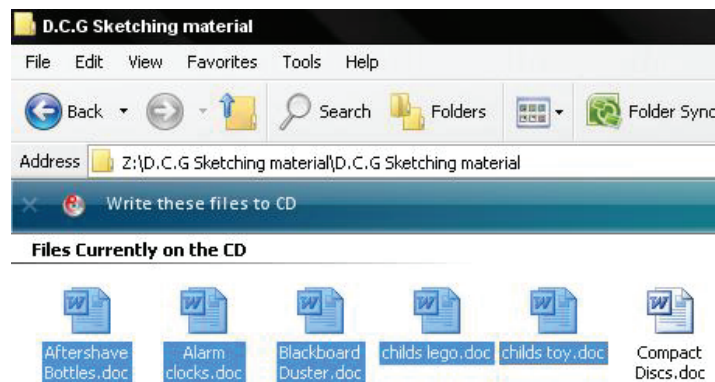 D.C.G Sketching material
File Edit View Favorites Tools Help
Back Search Folders Folder Sync
Address Z:\D.C.G Sketching material\D.C.G Sketching material
Write these files to CD
Files Currently on the CD
Aftershave Alarm Blackboard childs lego.doc childs toy.doc Compact
Bottles.doc clocks.doc Duster.doc Discs.doc